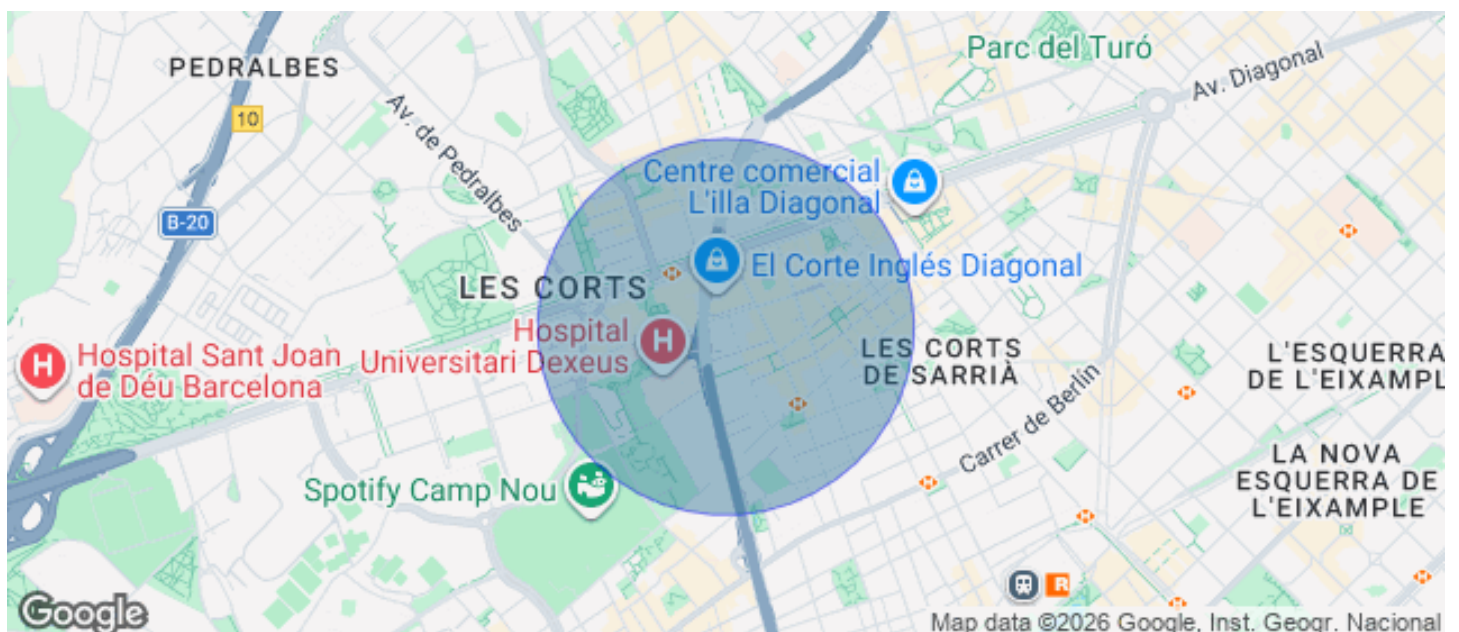 Parc del Turó
PEDRALBES
Av. Diagonal
10
Av. de Pedralbes
Centre comercial
L'illa Diagonal
B-20
El Corte Inglés Diagonal
LES CORTS
Hospital
Universitari Dexeus
H
H
Hospital Sant Joan
de Déu Barcelona
LES CORTS
DE SARRIÀ
L'ESQUERRA
DE L'EIXAMPL
Carrer de Berlín
Spotify Camp Nou
LA NOVA
ESQUERRA DE
L'EIXAMPLE
R
Google
Map data ©2026 Google, Inst. Geogr. Nacional